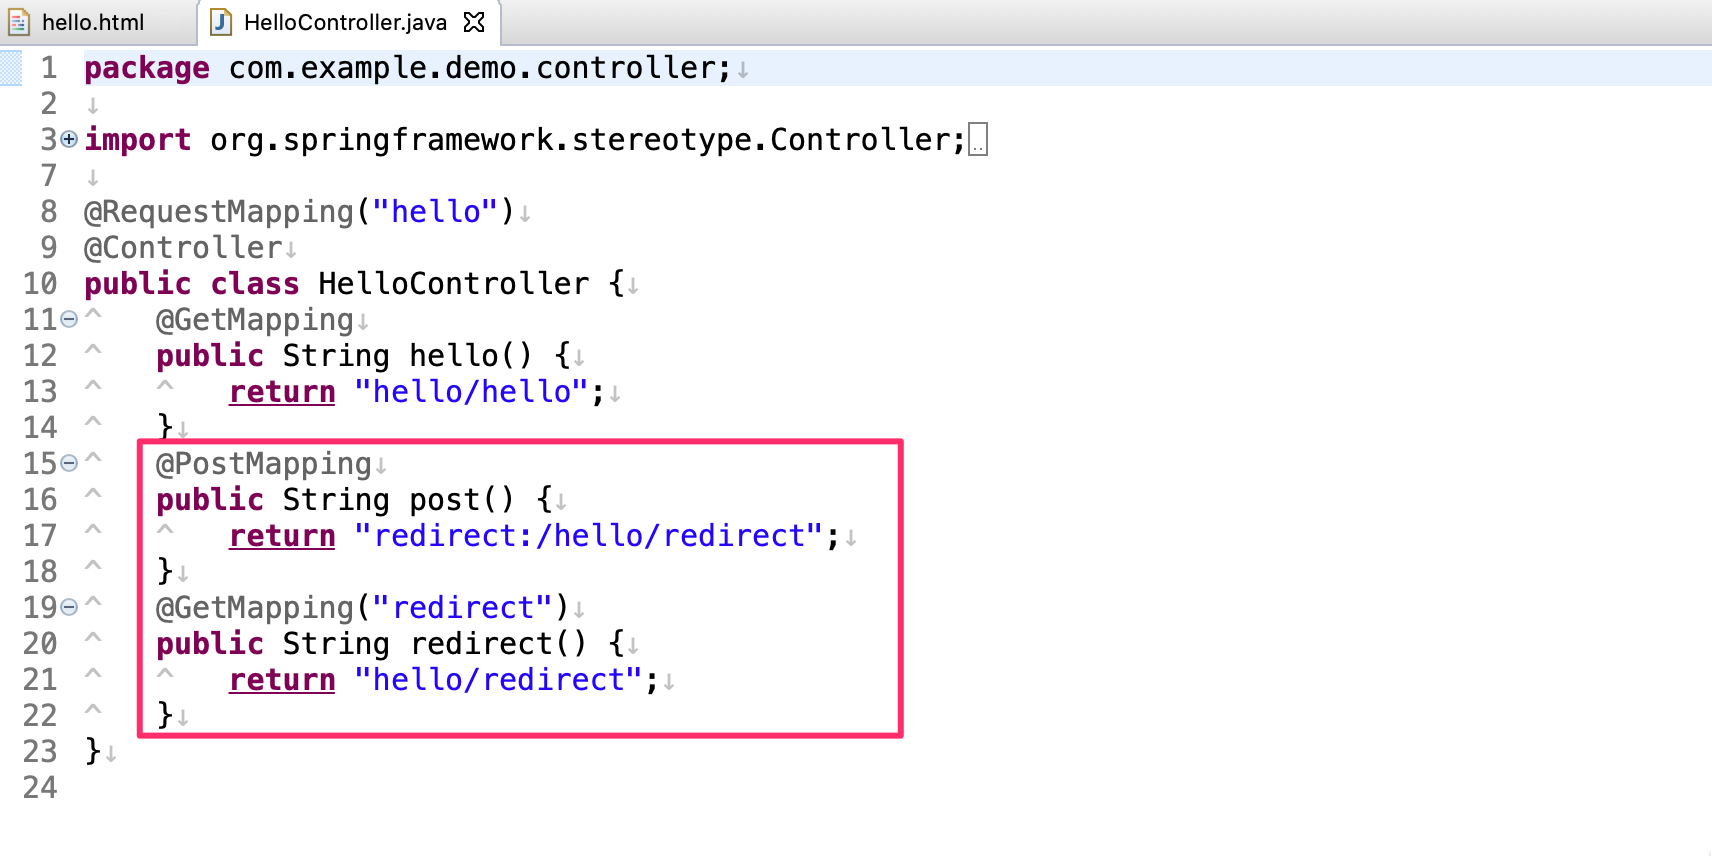 hello.html HelloController.java
1 package com.example.demo.controller;↓
2 ↓
3 import org.springframework.stereotype.Controller;..
7 ↓
8 @RequestMapping("hello")↓
9 @Controller↓
10 public class HelloController {↓
11 ^ @GetMapping↓
12 ^ public String hello() {↓
13 ^ ^ return "hello/hello";↓
14 ^ }↓
15 ^ @PostMapping↓
16 ^ public String post() {↓
17 ^ ^ return "redirect:/hello/redirect";↓
18 ^ }↓
19 ^ @GetMapping("redirect")↓
20 ^ public String redirect() {↓
21 ^ ^ return "hello/redirect";↓
22 ^ }↓
23 }↓
24